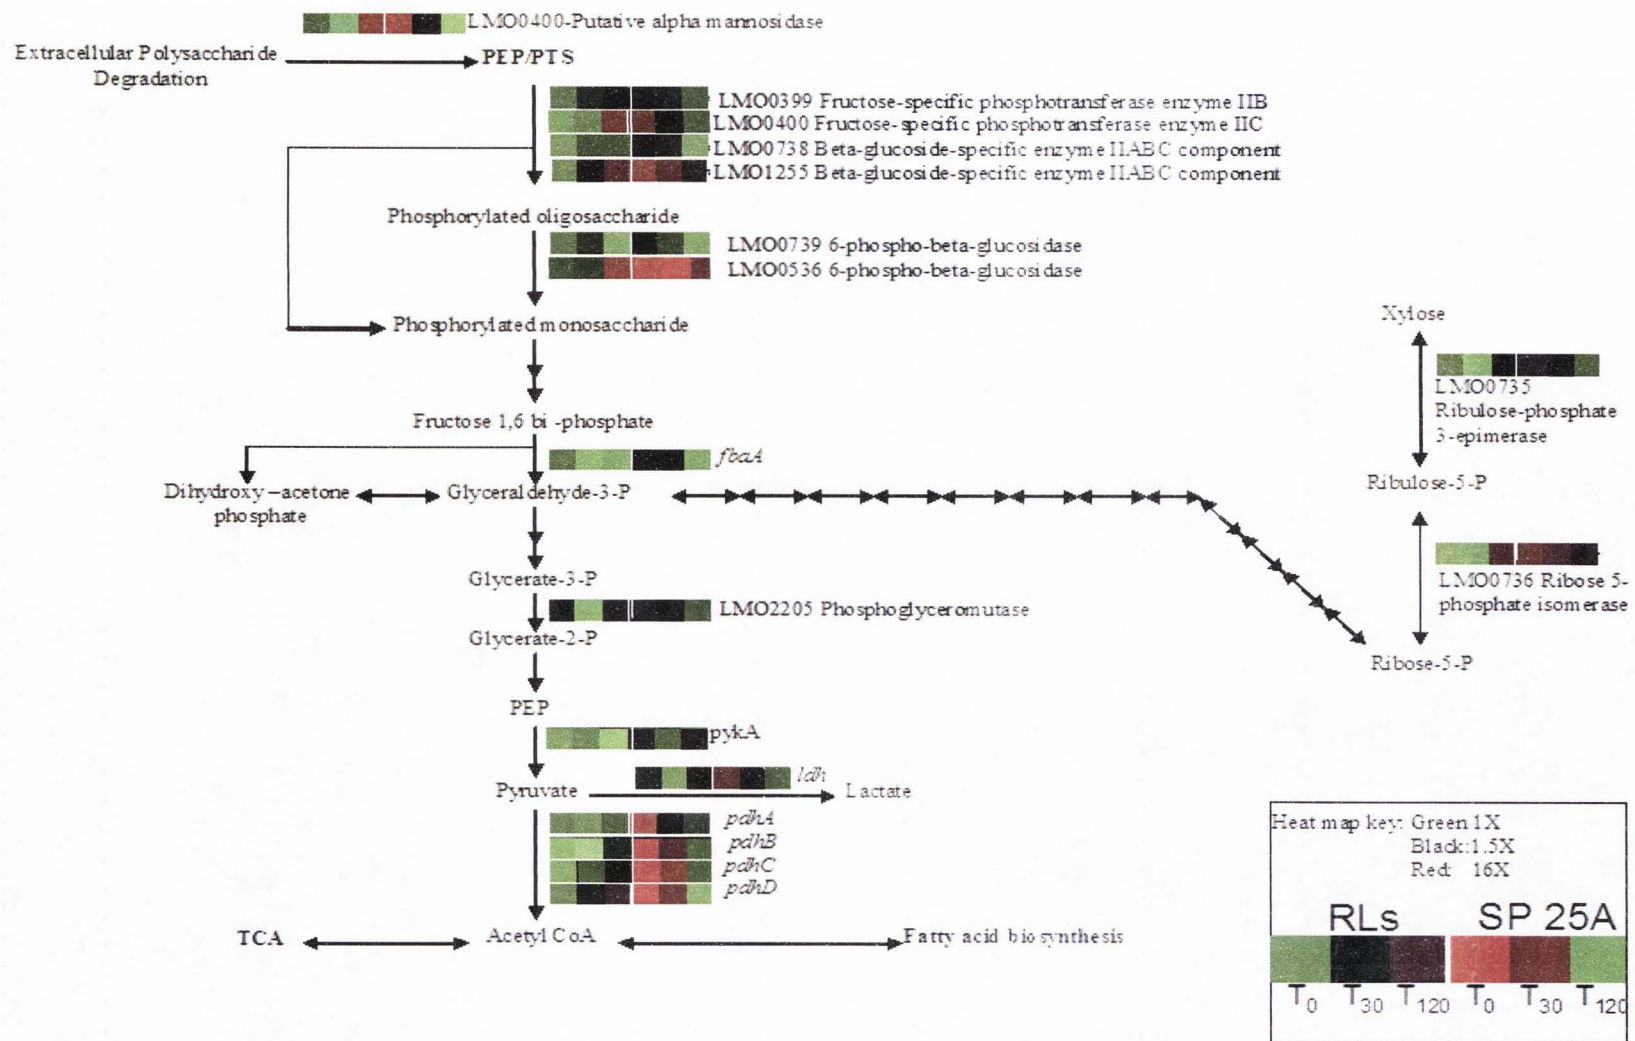 LMO0400-Putative alpha mannosidase
Extracellular Polysaccharide
Degradation
PEP/PTS
LMO0399 Fructose-specific phosphotransferase enzyme IIB
LMO0400 Fructose-specific phosphotransferase enzyme IIC
LMO0738 Beta-glucoside-specific enzyme IIABC component
LMO1255 Beta-glucoside-specific enzyme IIABC component
Phosphorylated oligosaccharide
LMO0739 6-phospho-beta-glucosidase
LMO0536 6-phospho-beta-glucosidase
Phosphorylated monosaccharide
Fructose 1,6 bi -phosphate
fbaA
Dihydroxy –acetone
phosphate
Glyceraldehyde-3-P
Glycerate-3-P
LMO2205 Phosphoglyceromutase
Glycerate-2-P
PEP
pykA
Pyruvate
ldh
Lactate
pdhA
pdhB
pdhC
pdhD
TCA
Acetyl CoA
Fatty acid biosynthesis
Xylose
LMO0735
Ribulose-phosphate
3-epimerase
Ribulose-5-P
LMO0736 Ribose 5-
phosphate isomerase
Ribose-5-P
Heat map key: Green 1X
Black:1.5X
Red: 16X
RLs SP 25A
T0 T30 T120 T0 T30 T120